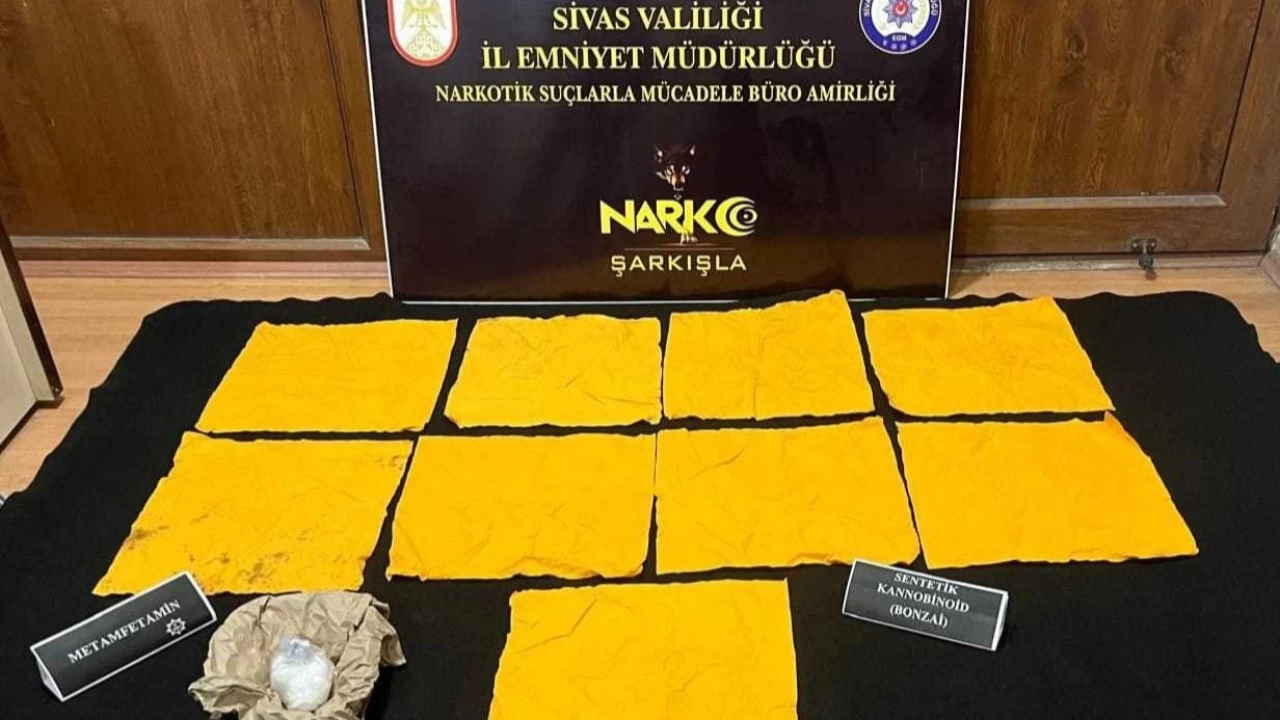 SİVAS VALİLİĞİ
İL EMNİYET MÜDÜRLÜĞÜ
NARKOTİK SUÇLARLA MÜCADELE BÜRO AMİRLİĞİ
NARKO
ŞARKIŞLA
METAMFETAMİN
SENTETİK
KANNOBİNOİD
(BONZAİ)